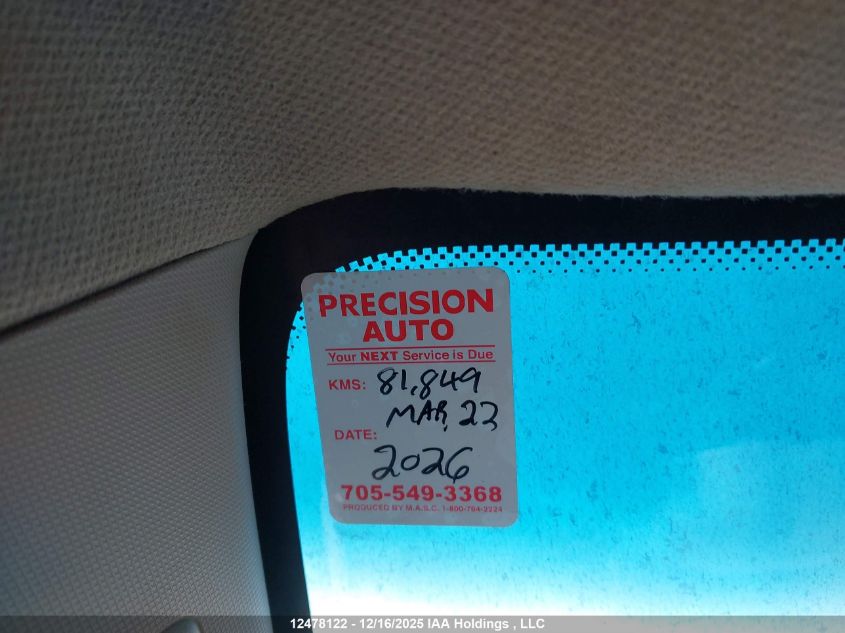 PRECISION
AUTO
Your NEXT Service is Due
KMS: 81,849
MAR, 22
DATE:
2026
705-549-3368
PRODUCED BY M.A.S.C. 1-800-764-2224
12478122 - 12/16/2025 IAA Holdings , LLC